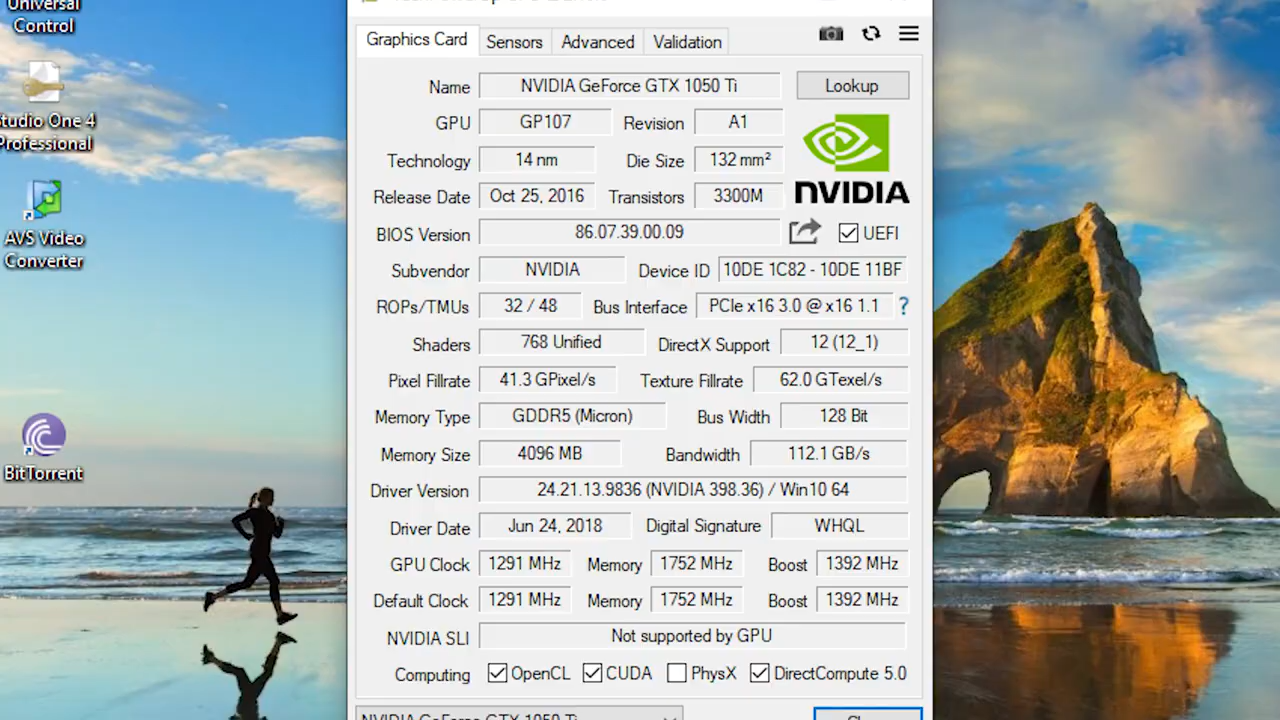 Universal
Control
Studio One 4
Professional
AVS Video
Converter
BitTorrent
Graphics Card
Sensors
Advanced
Validation
Name
NVIDIA GeForce GTX 1050 Ti
Lookup
GPU
GP107
Revision
A1
Technology
14 nm
Die Size
132 mm²
Release Date
Oct 25, 2016
Transistors
3300M
NVIDIA
BIOS Version
86.07.39.00.09
UEFI
Subvendor
NVIDIA
Device ID
10DE 1C82 - 10DE 11BF
ROPs/TMUs
32 / 48
Bus Interface
PCIe x16 3.0 @ x16 1.1
?
Shaders
768 Unified
DirectX Support
12 (12_1)
Pixel Fillrate
41.3 GPixel/s
Texture Fillrate
62.0 GTexel/s
Memory Type
GDDR5 (Micron)
Bus Width
128 Bit
Memory Size
4096 MB
Bandwidth
112.1 GB/s
Driver Version
24.21.13.9836 (NVIDIA 398.36) / Win10 64
Driver Date
Jun 24, 2018
Digital Signature
WHQL
GPU Clock
1291 MHz
Memory
1752 MHz
Boost
1392 MHz
Default Clock
1291 MHz
Memory
1752 MHz
Boost
1392 MHz
NVIDIA SLI
Not supported by GPU
Computing
OpenCL
CUDA
PhysX
DirectCompute 5.0
NVIDIA GeForce GTX 1050 Ti